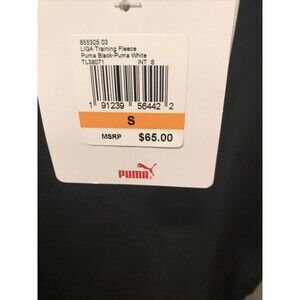 655305 03
LIGA Training Fleece
Puma Black-Puma White
TL38071 INT S
1 91239 56442 2
S
MSRP $65.00
PUMA